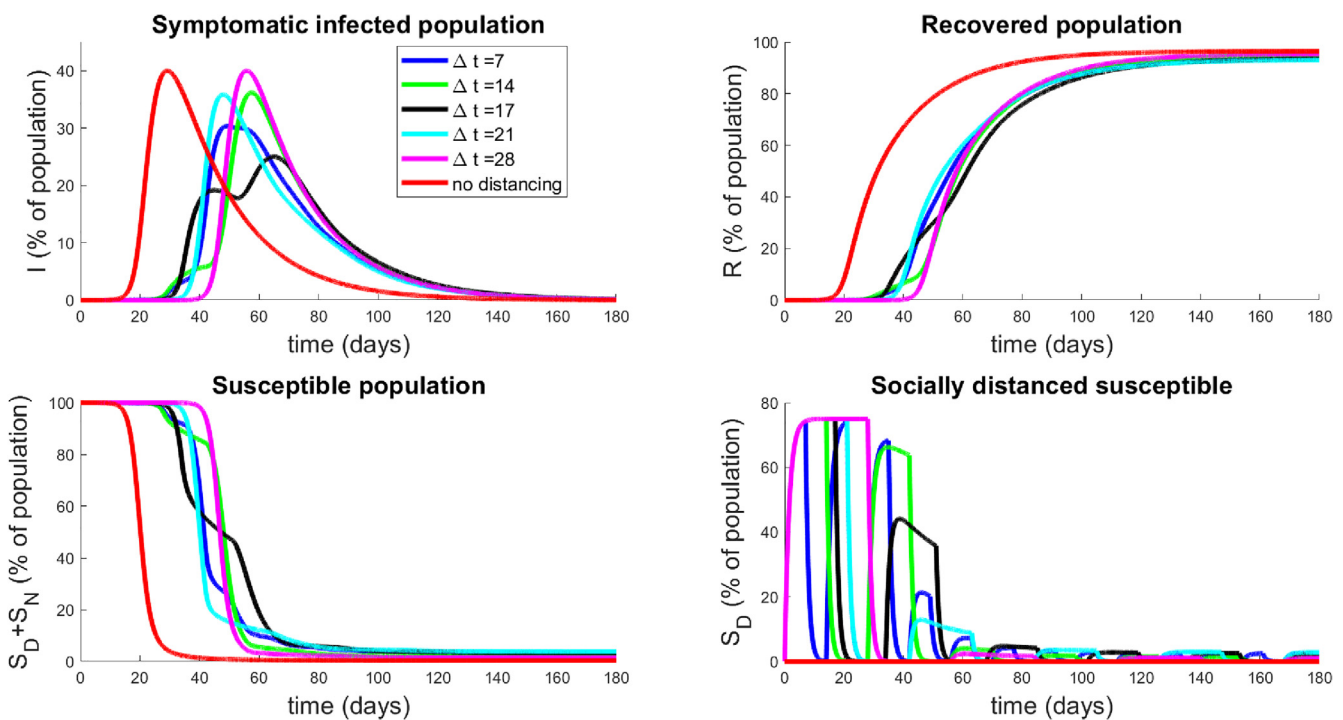 Symptomatic infected population
I (% of population)
40
30
20
10
0
0 20 40 60 80 100 120 140 160 180
time (days)
Δ t =7
Δ t =14
Δ t =17
Δ t =21
Δ t =28
no distancing
Recovered population
R (% of population)
100
80
60
40
20
0
0 20 40 60 80 100 120 140 160 180
time (days)
Susceptible population
S_D+S_N (% of population)
100
80
60
40
20
0
0 20 40 60 80 100 120 140 160 180
time (days)
Socially distanced susceptible
S_D (% of population)
80
60
40
20
0
0 20 40 60 80 100 120 140 160 180
time (days)